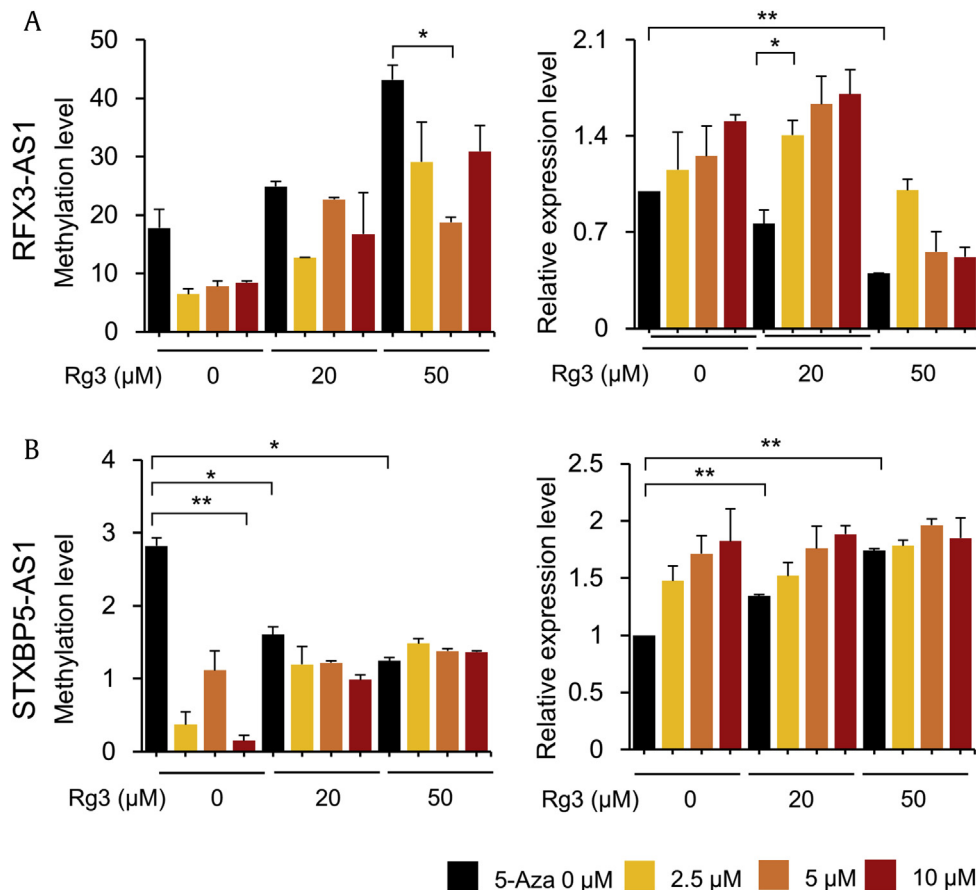 A
RFX3-AS1
Methylation level
50
40
30
20
10
0
*
Rg3 (μM) 0 20 50
Relative expression level
2.1
1.4
0.7
0
**
*
Rg3 (μM) 0 20 50
B
STXBP5-AS1
Methylation level
4
3
2
1
0
*
*
**
Rg3 (μM) 0 20 50
Relative expression level
2.5
2
1.5
1
0.5
0
**
**
Rg3 (μM) 0 20 50
5-Aza 0 μM 2.5 μM 5 μM 10 μM